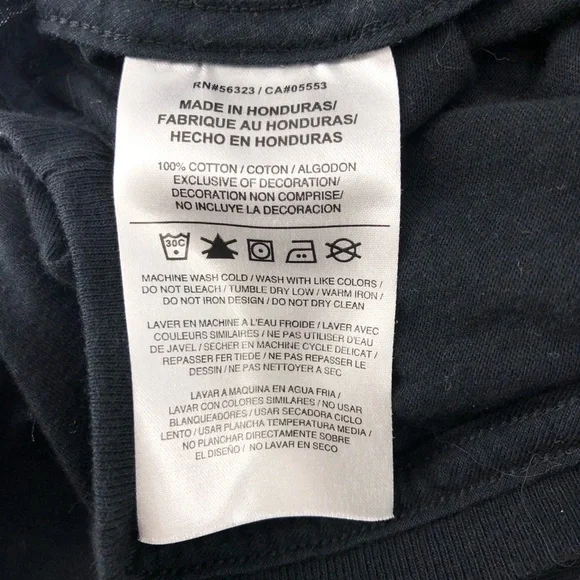 RN#56323 / CA#05553
MADE IN HONDURAS/
FABRIQUE AU HONDURAS/
HECHO EN HONDURAS
100% COTTON / COTON / ALGODON
EXCLUSIVE OF DECORATION/
DECORATION NON COMPRISE/
NO INCLUYE LA DECORACION
30C
MACHINE WASH COLD / WASH WITH LIKE COLORS /
DO NOT BLEACH / TUMBLE DRY LOW / WARM IRON /
DO NOT IRON DESIGN / DO NOT DRY CLEAN
LAVER EN MACHINE A L'EAU FROIDE / LAVER AVEC
COULEURS SIMILAIRES / NE PAS UTILISER D'EAU
DE JAVEL / SECHER EN MACHINE CYCLE DELICAT /
REPASSER FER TIEDE / NE PAS REPASSER LE
DESSIN / NE PAS NETTOYER A SEC
LAVAR A MAQUINA EN AGUA FRIA /
LAVAR CON COLORES SIMILARES / NO USAR
BLANQUEADORES / USAR SECADORA CICLO
LENTO / USAR PLANCHA TEMPERATURA MEDIA /
NO PLANCHAR DIRECTAMENTE SOBRE
EL DISEÑO / NO LAVAR EN SECO